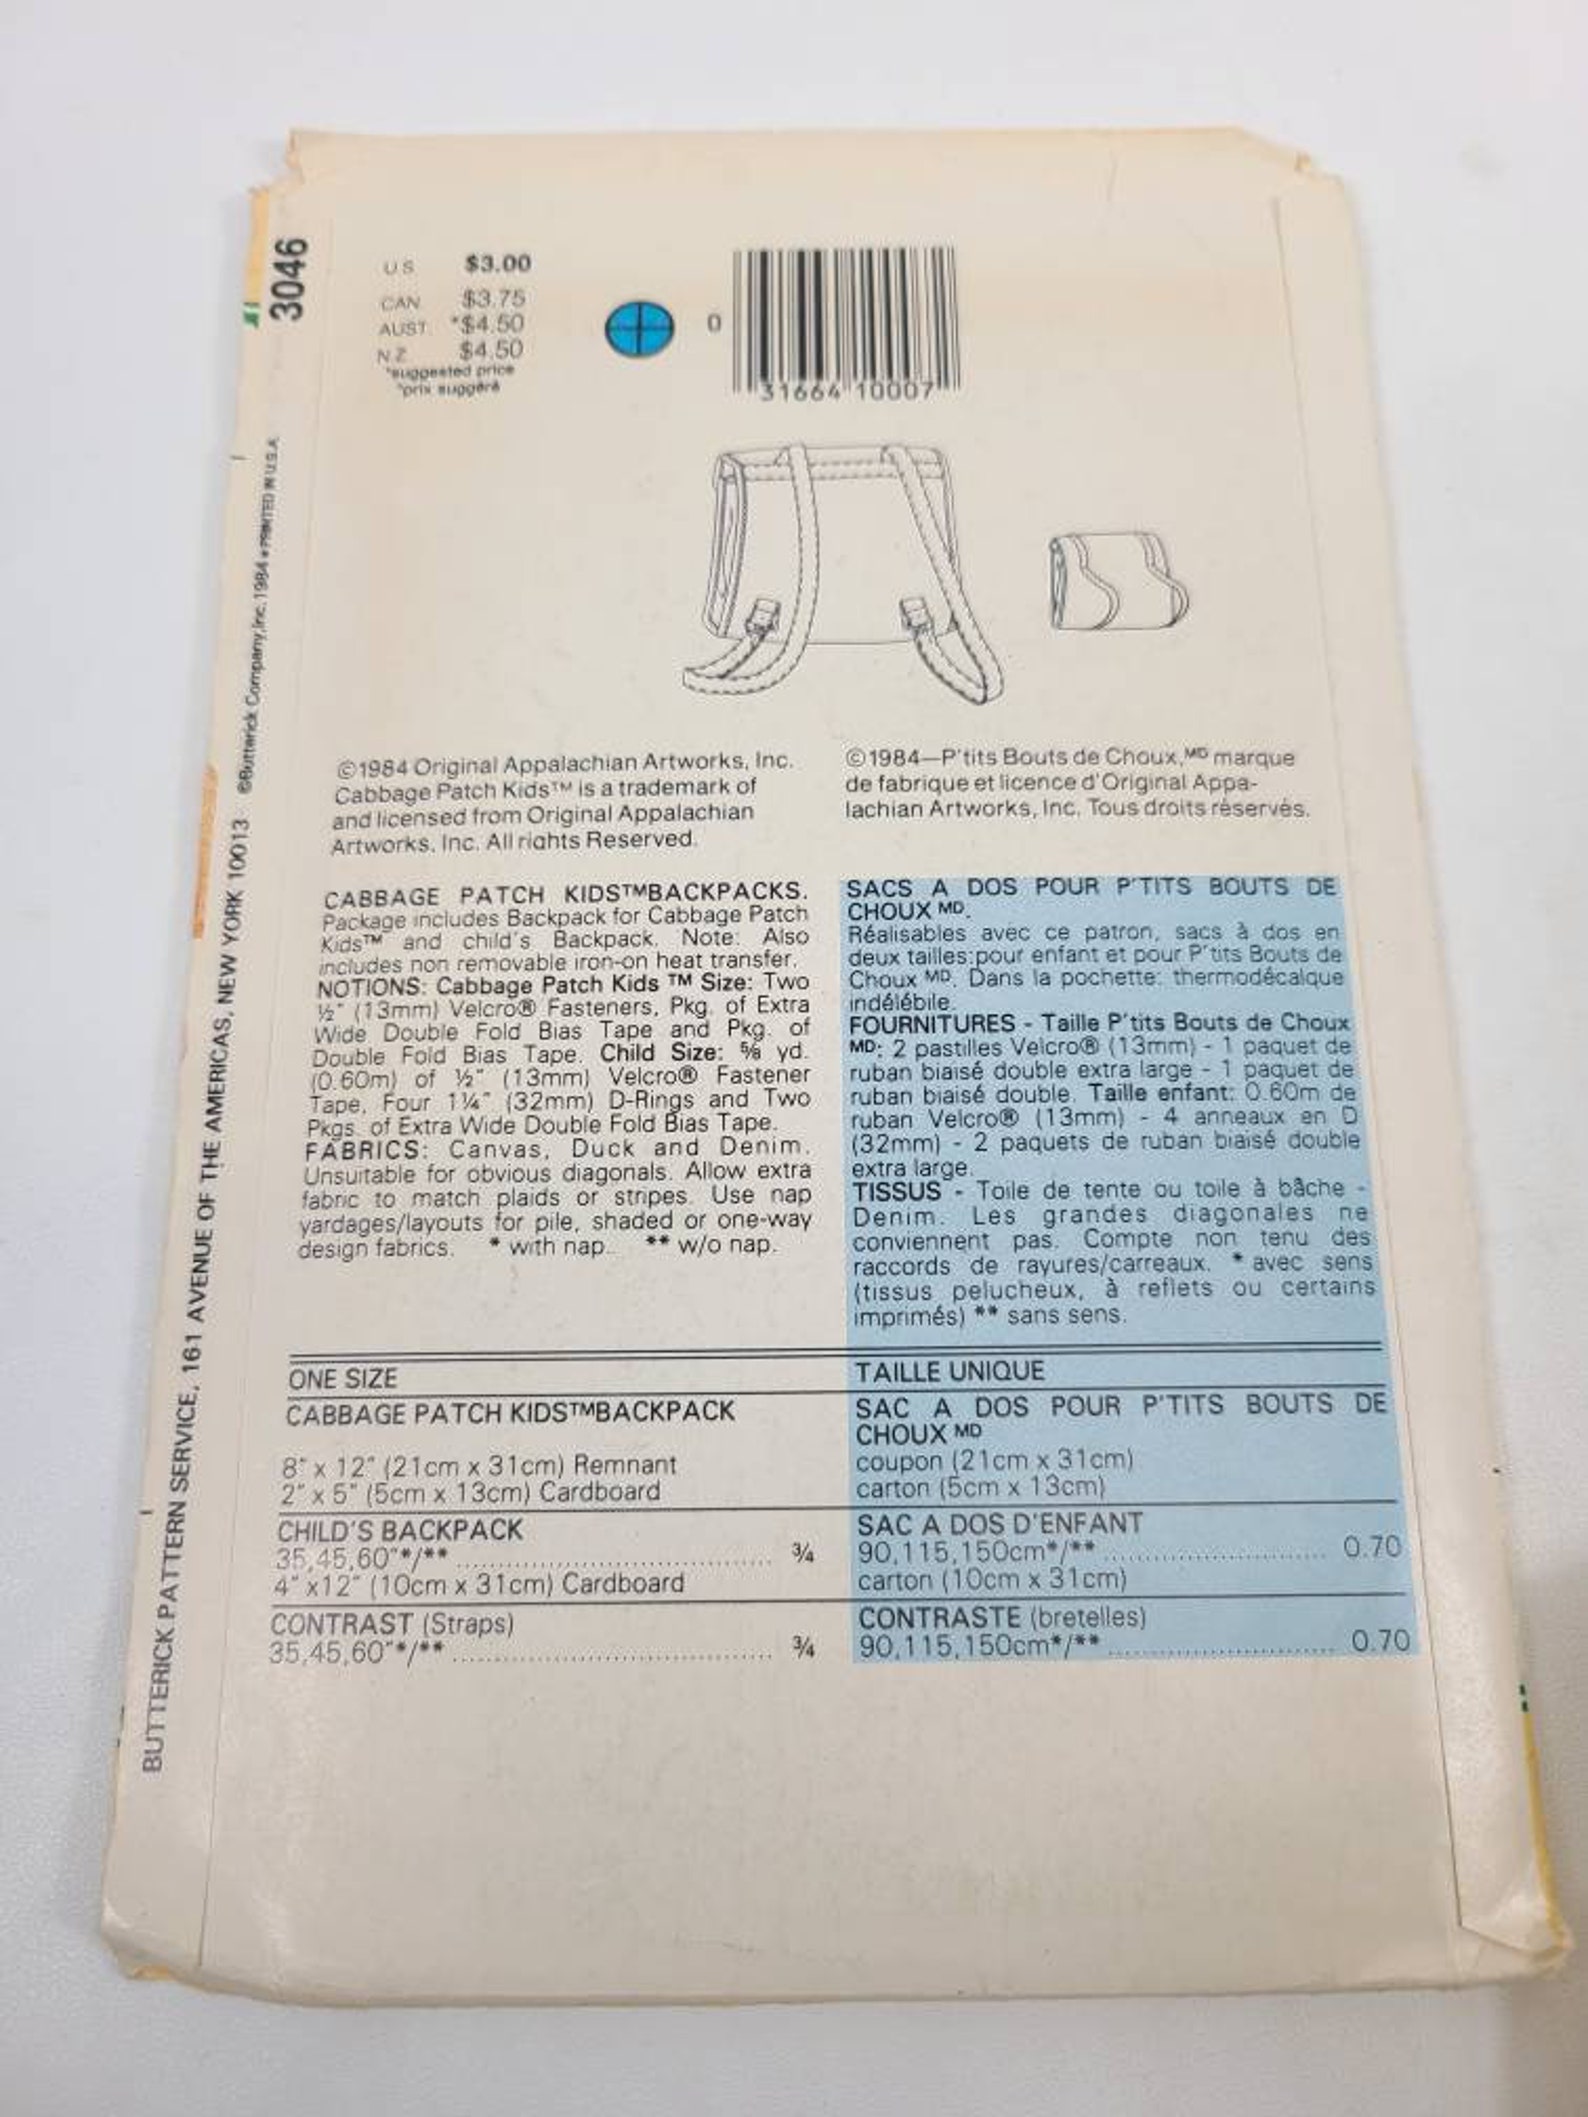 3046
U.S. $3.00
CAN $3.75
AUST. *$4.50
N.Z. $4.50
*suggested price
*prix suggéré
0
31664 10007
©1984 Original Appalachian Artworks, Inc.
Cabbage Patch Kids™ is a trademark of
and licensed from Original Appalachian
Artworks, Inc. All rights Reserved.
©1984—P'tits Bouts de Choux,MD marque
de fabrique et licence d'Original Appa-
lachian Artworks, Inc. Tous droits réservés.
CABBAGE PATCH KIDS™BACKPACKS.
Package includes Backpack for Cabbage Patch
Kids™ and child's Backpack. Note: Also
includes non removable iron-on heat transfer.
NOTIONS: Cabbage Patch Kids ™ Size: Two
½" (13mm) Velcro® Fasteners, Pkg. of Extra
Wide Double Fold Bias Tape and Pkg. of
Double Fold Bias Tape. Child Size: ⅝ yd.
(0.60m) of ½" (13mm) Velcro® Fastener
Tape, Four 1¼" (32mm) D-Rings and Two
Pkgs. of Extra Wide Double Fold Bias Tape.
FABRICS: Canvas, Duck and Denim.
Unsuitable for obvious diagonals. Allow extra
fabric to match plaids or stripes. Use nap
yardages/layouts for pile, shaded or one-way
design fabrics. * with nap. ** w/o nap.
SACS A DOS POUR P'TITS BOUTS DE
CHOUX MD.
Réalisables avec ce patron, sacs à dos en
deux tailles:pour enfant et pour P'tits Bouts de
Choux MD. Dans la pochette: thermodécalque
indélébile.
FOURNITURES - Taille P'tits Bouts de Choux
MD: 2 pastilles Velcro® (13mm) - 1 paquet de
ruban biaisé double extra large - 1 paquet de
ruban biaisé double. Taille enfant: 0.60m de
ruban Velcro® (13mm) - 4 anneaux en D
(32mm) - 2 paquets de ruban biaisé double
extra large.
TISSUS - Toile de tente ou toile à bâche -
Denim. Les grandes diagonales ne
conviennent pas. Compte non tenu des
raccords de rayures/carreaux. * avec sens
(tissus pelucheux, à reflets ou certains
imprimés) ** sans sens.
ONE SIZE
CABBAGE PATCH KIDS™BACKPACK
8" x 12" (21cm x 31cm) Remnant
2" x 5" (5cm x 13cm) Cardboard
CHILD'S BACKPACK
35,45,60"*/** ........ ¾
4" x12" (10cm x 31cm) Cardboard
CONTRAST (Straps)
35,45,60"*/** ........ ¾
TAILLE UNIQUE
SAC A DOS POUR P'TITS BOUTS DE
CHOUX MD
coupon (21cm x 31cm)
carton (5cm x 13cm)
SAC A DOS D'ENFANT
90,115,150cm*/** ........ 0.70
carton (10cm x 31cm)
CONTRASTE (bretelles)
90,115,150cm*/** ........ 0.70
BUTTERICK PATTERN SERVICE, 161 AVENUE OF THE AMERICAS, NEW YORK 10013 ©Butterick Company, Inc. 1984 • PRINTED IN U.S.A.